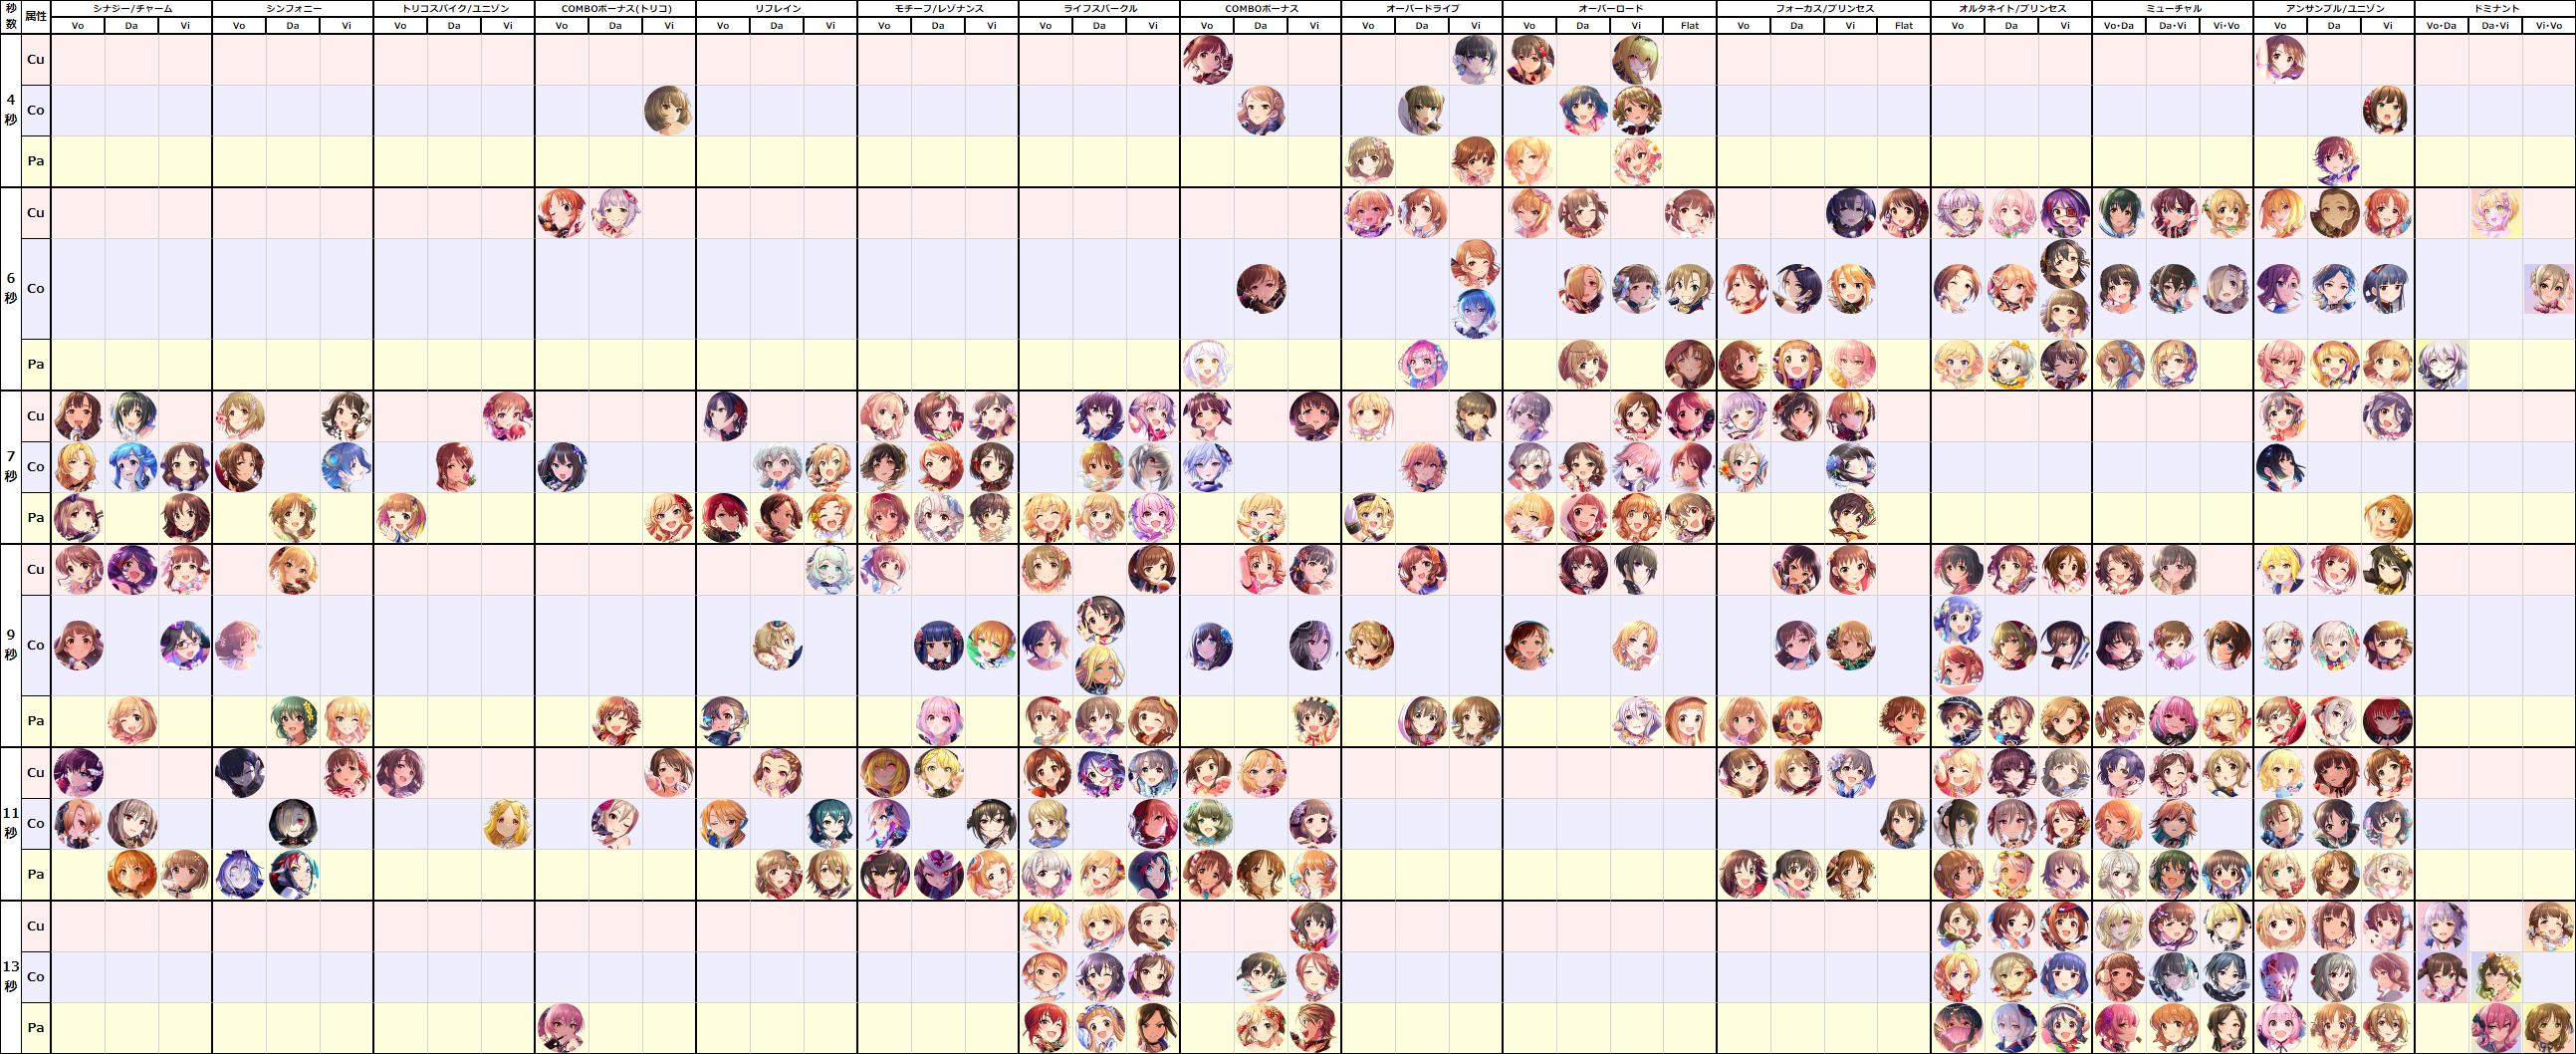 秒数 属性 シナジー/チャーム シンフォニー トリコスパイク/ユニゾン COMBOボーナス(トリコ) リフレイン モチーフ/レゾナンス ライフスパークル COMBOボーナス オーバードライブ オーバーロード フォーカス/プリンセス オルタネイト/プリンセス ミューチャル アンサンブル/ユニゾン ドミナント
Vo Da Vi Vo Da Vi Vo Da Vi Vo Da Vi Vo Da Vi Vo Da Vi Vo Da Vi Vo Da Vi Vo Da Vi Vo Da Vi Flat Vo Da Vi Flat Vo Da Vi Vo・Da Da・Vi Vi・Vo Vo Da Vi Vo・Da Da・Vi Vi・Vo
4秒
Cu
Co
Pa
6秒
Cu
Co
Pa
7秒
Cu
Co
Pa
9秒
Cu
Co
Pa
11秒
Cu
Co
Pa
13秒
Cu
Co
Pa